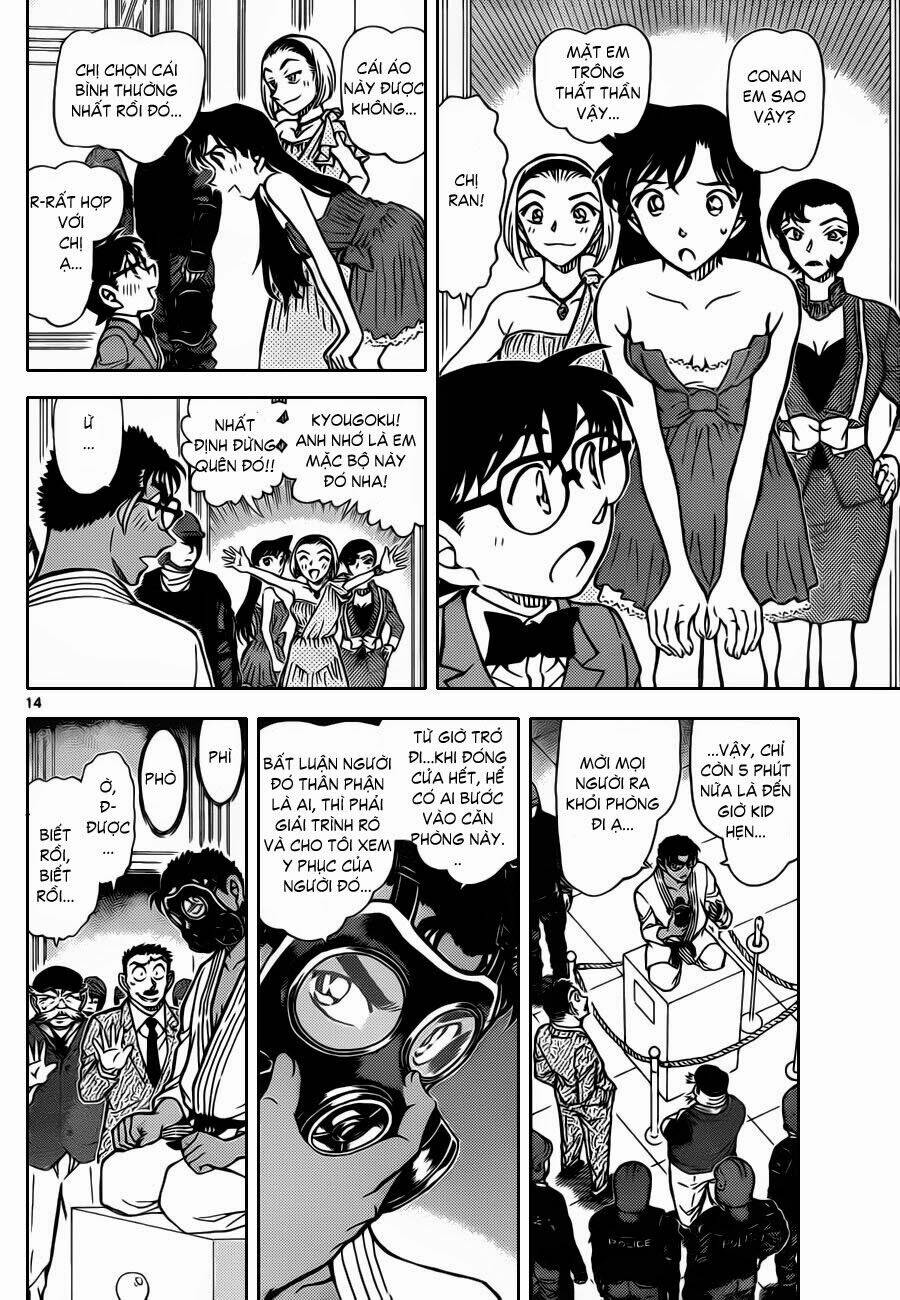 CONAN
EM SAO
VẬY?
MẶT EM
TRÔNG
THẤT THẦN
VẬY...
CHỊ
RAN!
CÁI ÁO
NÀY ĐƯỢC
KHÔNG...
CHỊ CHỌN CÁI
BÌNH THƯỜNG
NHẤT RỒI ĐÓ...
R-RẤT HỢP
VỚI
CHỊ
Ạ...
KYOUGOKU!
ANH NHỚ LÀ EM
MẶC BỘ NÀY
ĐÓ NHA!
NHẤT
ĐỊNH ĐỪNG
QUÊN ĐÓ!!
Ừ
...
14
...VẬY, CHỈ
CÒN 5 PHÚT
NỮA LÀ ĐẾN
GIỜ KID
HẸN...
MỜI MỌI
NGƯỜI RA
KHỎI PHÒNG
ĐI Ạ...
POLICE
POLICE
TỪ GIỜ TRỞ
ĐI...KHI ĐÓNG
CỬA HẾT, HỄ
CÓ AI BƯỚC
VÀO CĂN
PHÒNG NÀY.
..
BẤT LUẬN NGƯỜI
ĐÓ THÂN PHẬN
LÀ AI, THÌ PHẢI
GIẢI TRÌNH RÕ
VÀ CHO TÔI XEM
Y PHỤC CỦA
NGƯỜI ĐÓ...
PHÌ
PHÒ
Ờ,
Đ-
ĐƯỢC
...
BIẾT
RỒI,
BIẾT
RỒI...